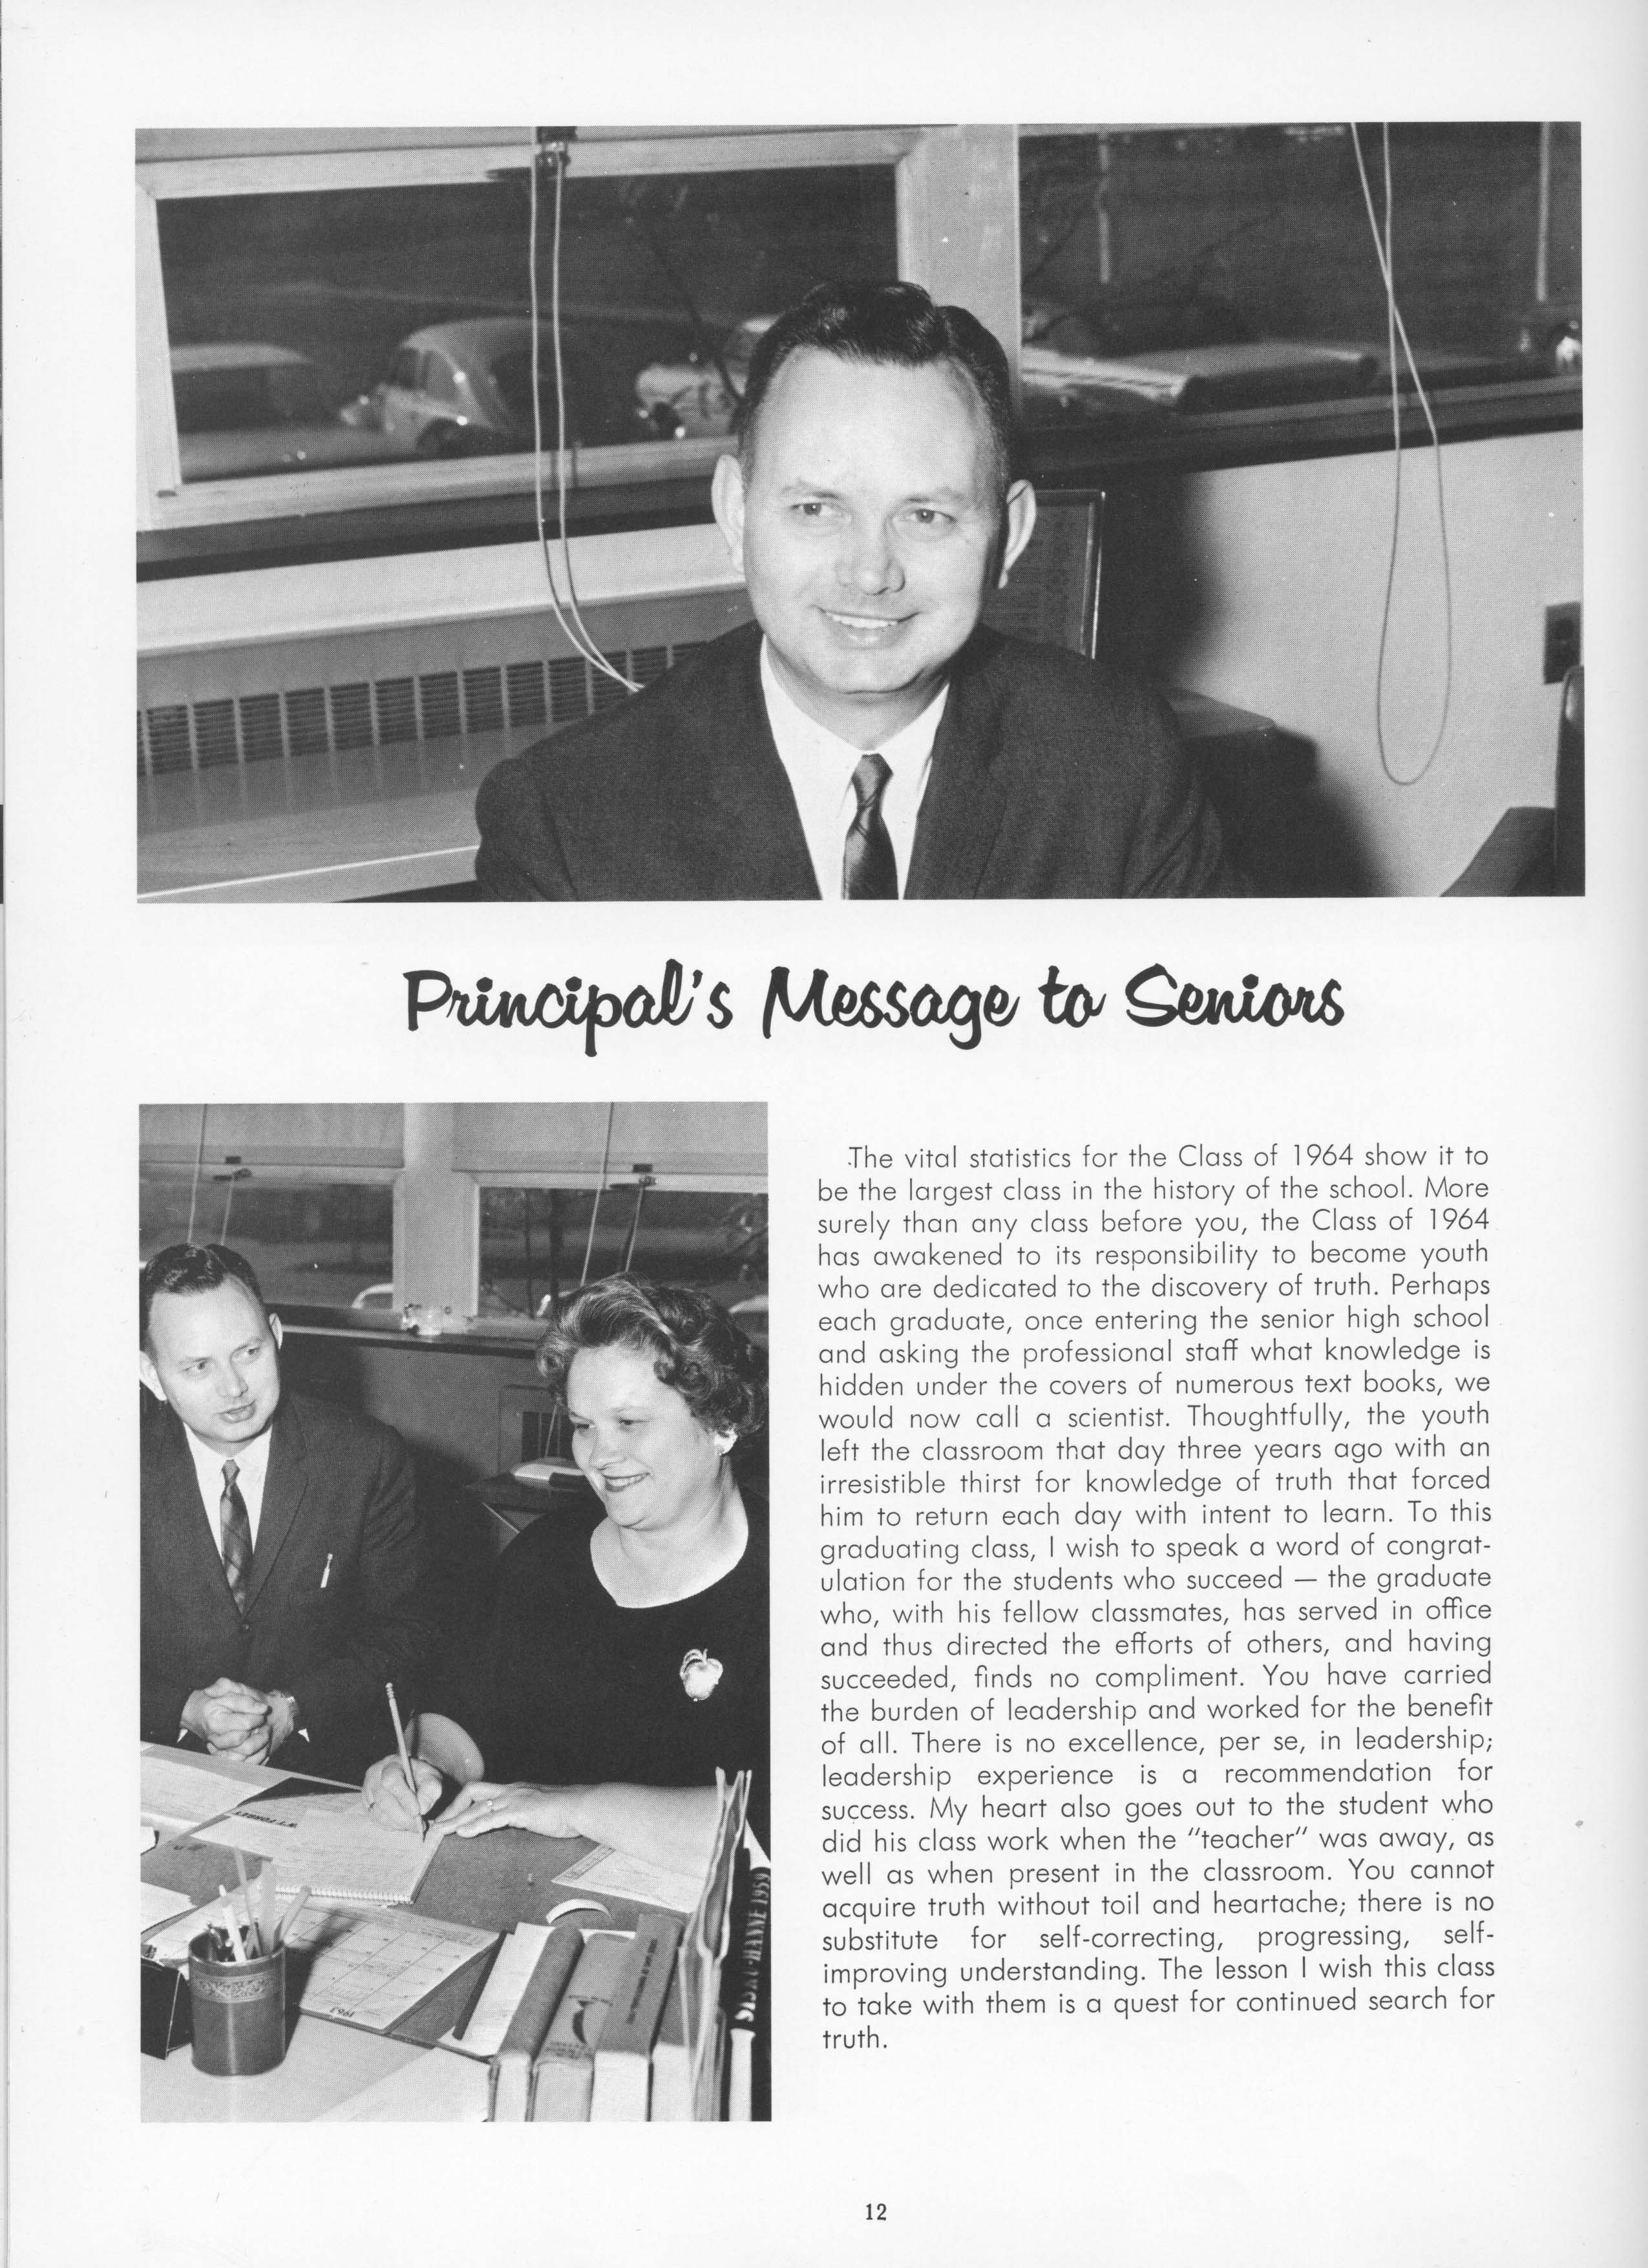 Principal's Message to Seniors
The vital statistics for the Class of 1964 show it to
be the largest class in the history of the school. More
surely than any class before you, the Class of 1964
has awakened to its responsibility to become youth
who are dedicated to the discovery of truth. Perhaps
each graduate, once entering the senior high school
and asking the professional staff what knowledge is
hidden under the covers of numerous text books, we
would now call a scientist. Thoughtfully, the youth
left the classroom that day three years ago with an
irresistible thirst for knowledge of truth that forced
him to return each day with intent to learn. To this
graduating class, I wish to speak a word of congrat-
ulation for the students who succeed — the graduate
who, with his fellow classmates, has served in office
and thus directed the efforts of others, and having
succeeded, finds no compliment. You have carried
the burden of leadership and worked for the benefit
of all. There is no excellence, per se, in leadership;
leadership experience is a recommendation for
success. My heart also goes out to the student who
did his class work when the "teacher" was away, as
well as when present in the classroom. You cannot
acquire truth without toil and heartache; there is no
substitute for self-correcting, progressing, self-
improving understanding. The lesson I wish this class
to take with them is a quest for continued search for
truth.
1963
1959
12